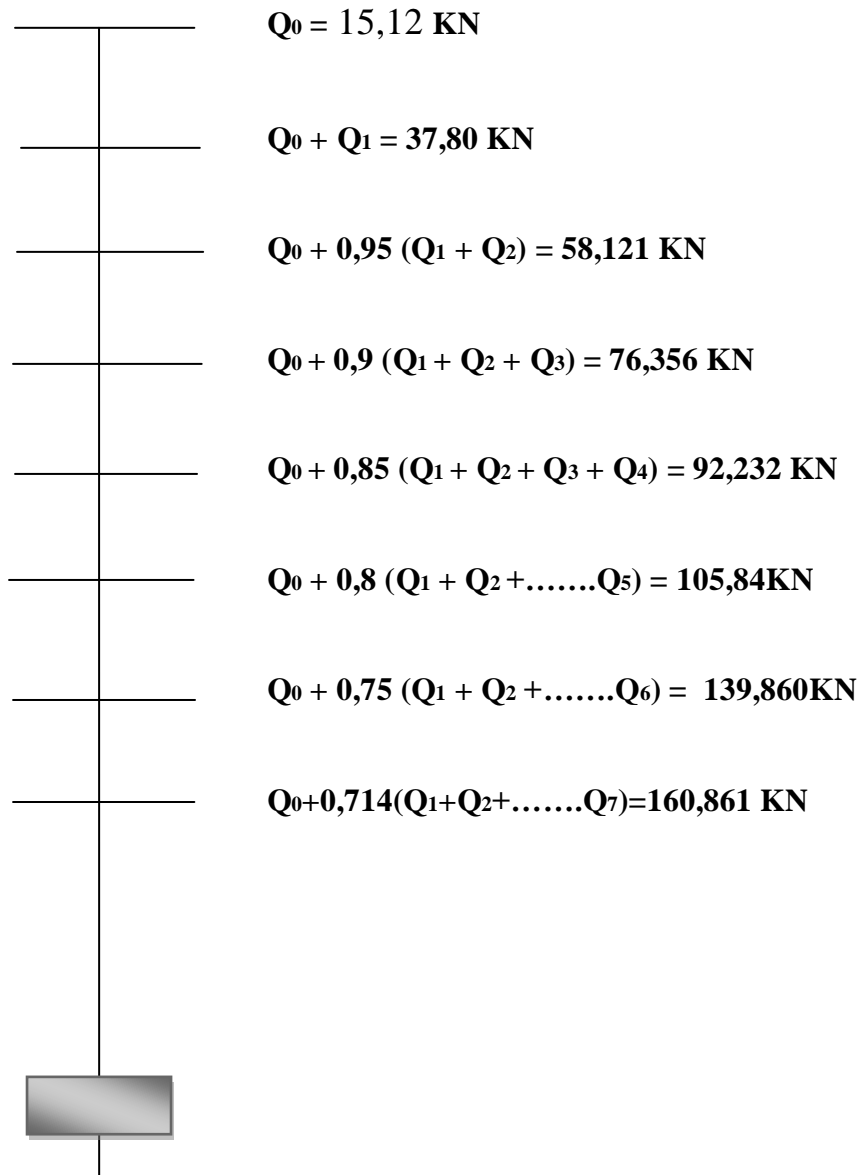 Q₀ = 15,12 KN
Q₀ + Q₁ = 37,80 KN
Q₀ + 0,95 (Q₁ + Q₂) = 58,121 KN
Q₀ + 0,9 (Q₁ + Q₂ + Q₃) = 76,356 KN
Q₀ + 0,85 (Q₁ + Q₂ + Q₃ + Q₄) = 92,232 KN
Q₀ + 0,8 (Q₁ + Q₂ +…….Q₅) = 105,84KN
Q₀ + 0,75 (Q₁ + Q₂ +…….Q₆) = 139,860KN
Q₀+0,714(Q₁+Q₂+…….Q₇)=160,861 KN